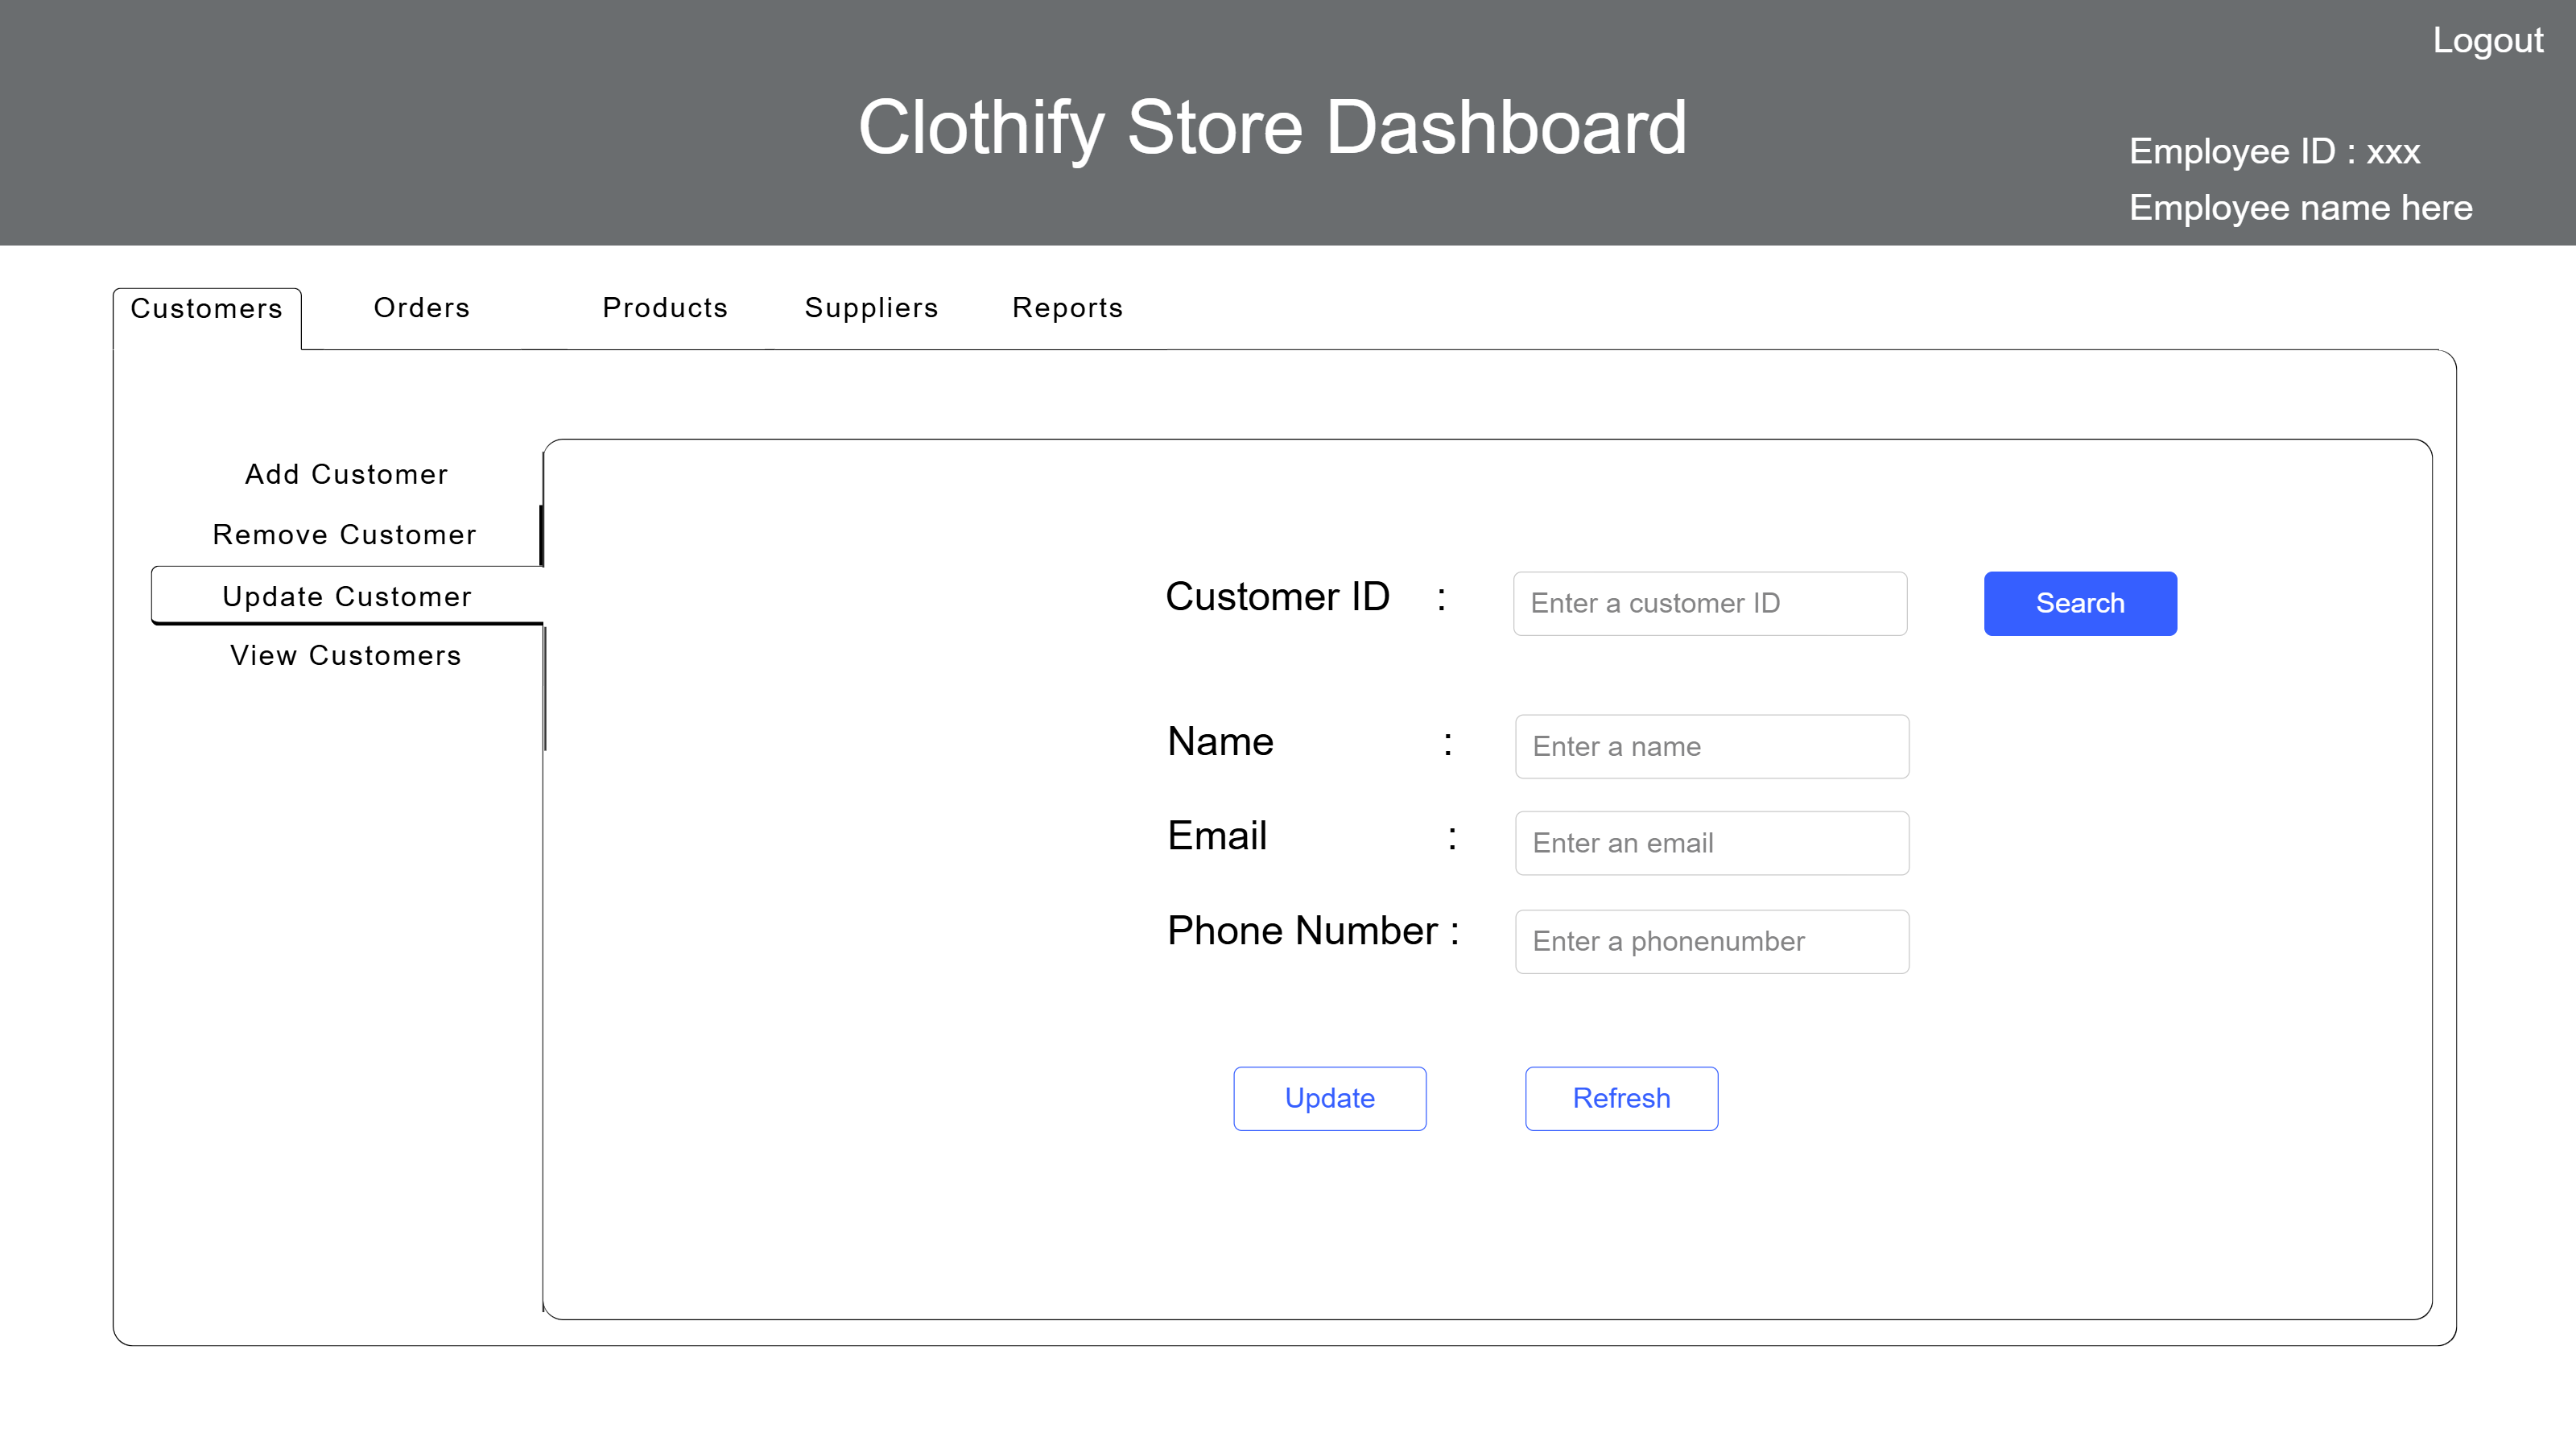 Logout
Clothify Store Dashboard
Employee ID : xxx
Employee name here
Customers Orders Products Suppliers Reports
Add Customer
Remove Customer
Update Customer
View Customers
Customer ID : Enter a customer ID Search
Name : Enter a name
Email : Enter an email
Phone Number : Enter a phonenumber
Update Refresh